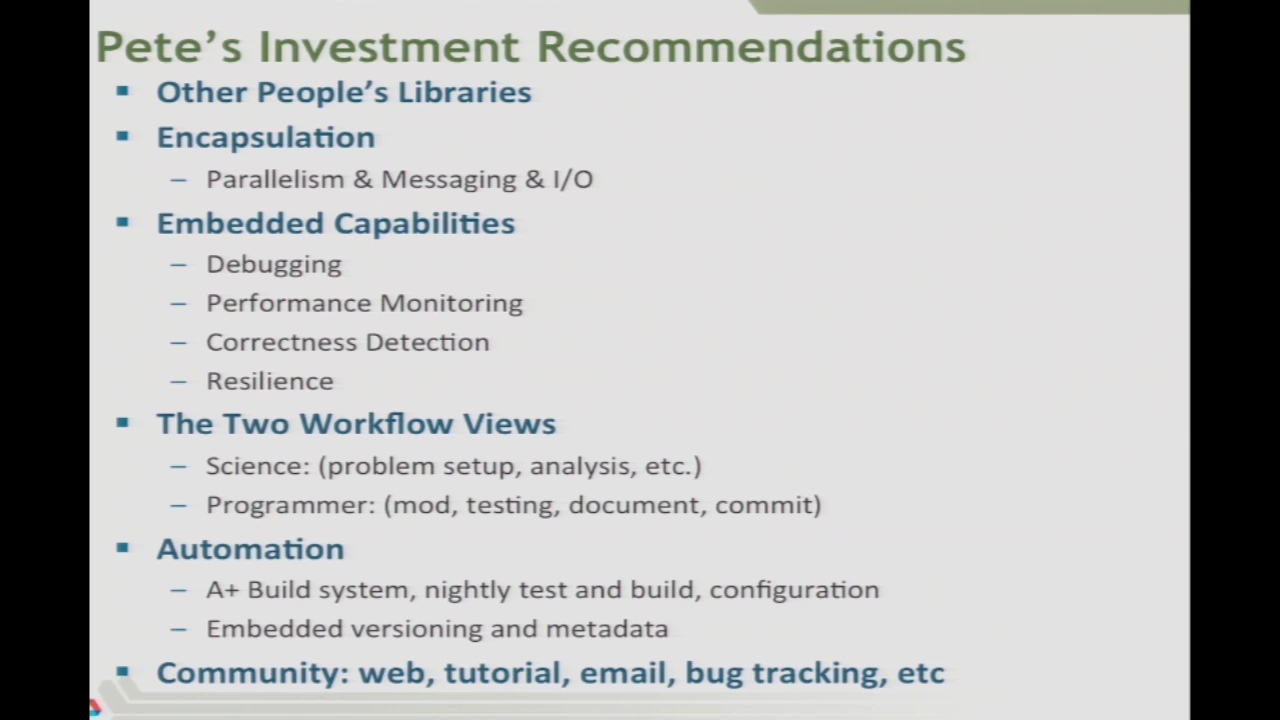 Pete's Investment Recommendations
▪ Other People's Libraries
▪ Encapsulation
– Parallelism & Messaging & I/O
▪ Embedded Capabilities
– Debugging
– Performance Monitoring
– Correctness Detection
– Resilience
▪ The Two Workflow Views
– Science: (problem setup, analysis, etc.)
– Programmer: (mod, testing, document, commit)
▪ Automation
– A+ Build system, nightly test and build, configuration
– Embedded versioning and metadata
▪ Community: web, tutorial, email, bug tracking, etc